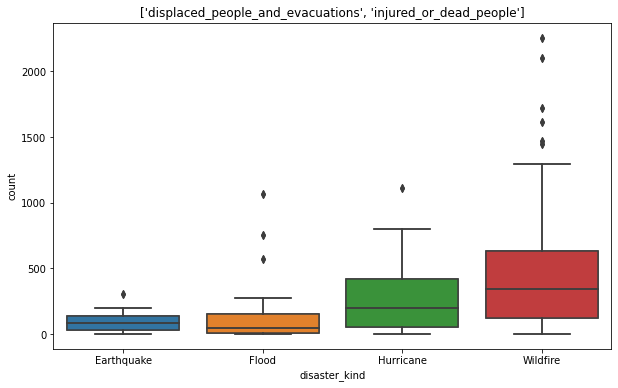 ['displaced_people_and_evacuations', 'injured_or_dead_people']
2000
1500
1000
500
0
count
Earthquake Flood Hurricane Wildfire
disaster_kind